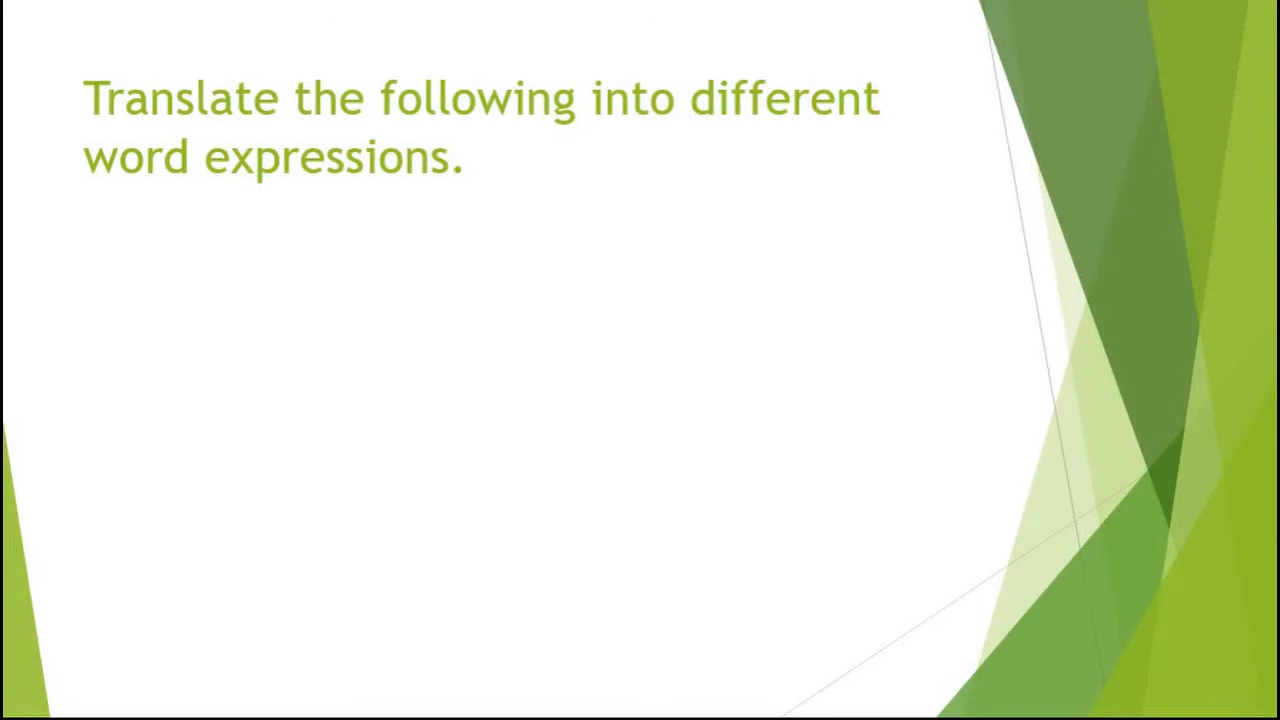 Translate the following into different
word expressions.